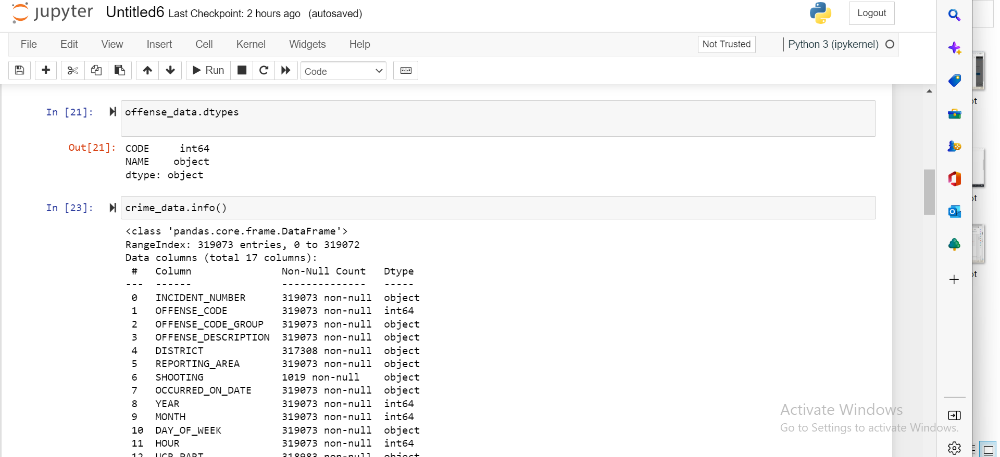 jupyter Untitled6 Last Checkpoint: 2 hours ago (autosaved) Logout
File Edit View Insert Cell Kernel Widgets Help Not Trusted Python 3 (ipykernel)
Run Code
In [21]: offense_data.dtypes
Out[21]: CODE int64
NAME object
dtype: object
In [23]: crime_data.info()
<class 'pandas.core.frame.DataFrame'>
RangeIndex: 319073 entries, 0 to 319072
Data columns (total 17 columns):
# Column Non-Null Count Dtype
--- ------ -------------- -----
0 INCIDENT_NUMBER 319073 non-null object
1 OFFENSE_CODE 319073 non-null int64
2 OFFENSE_CODE_GROUP 319073 non-null object
3 OFFENSE_DESCRIPTION 319073 non-null object
4 DISTRICT 317308 non-null object
5 REPORTING_AREA 319073 non-null object
6 SHOOTING 1019 non-null object
7 OCCURRED_ON_DATE 319073 non-null object
8 YEAR 319073 non-null int64
9 MONTH 319073 non-null int64
10 DAY_OF_WEEK 319073 non-null object
11 HOUR 319073 non-null int64
12 UCR_PART 318983 non-null object
Activate Windows
Go to Settings to activate Windows.